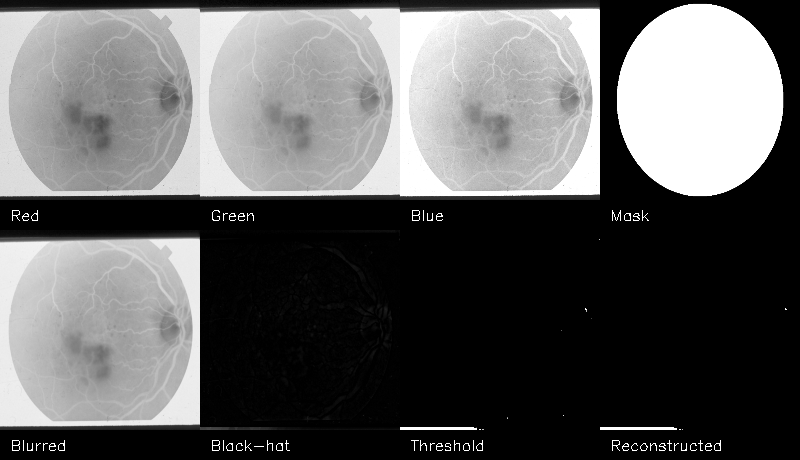 Red
Green
Blue
Mask
Blurred
Black-hat
Threshold
Reconstructed